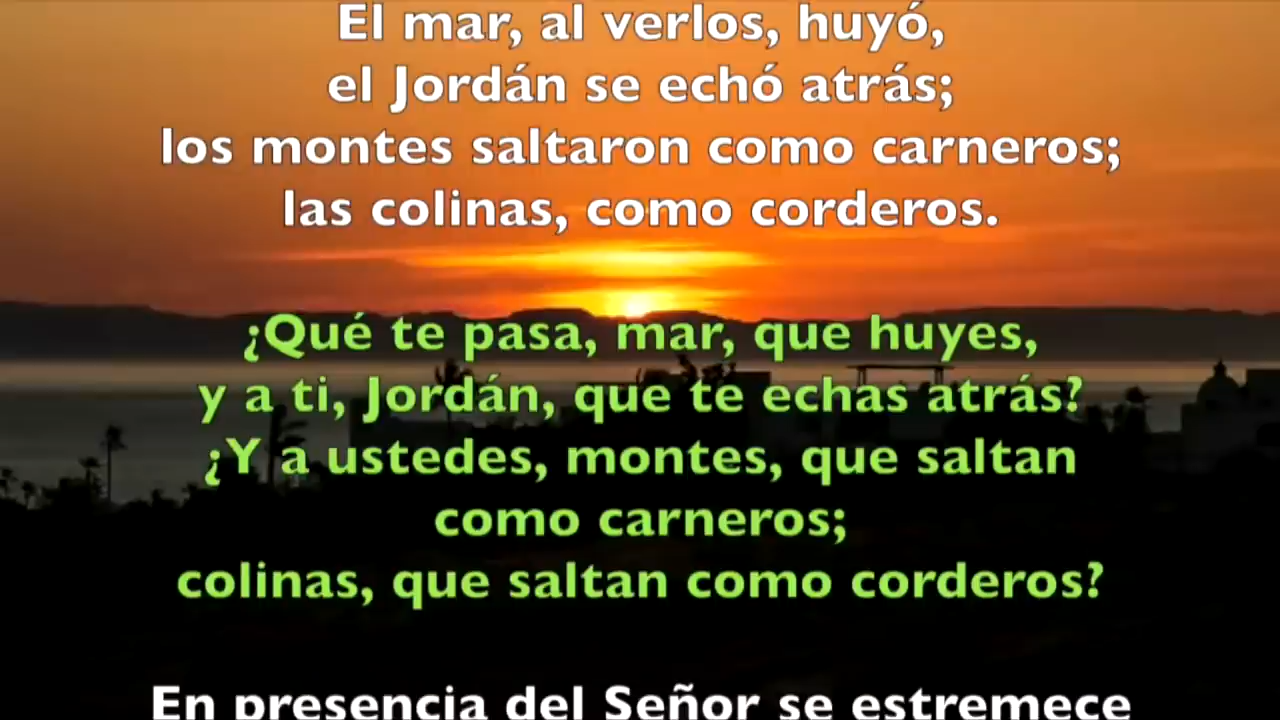 El mar, al verlos, huyó,
el Jordán se echó atrás;
los montes saltaron como carneros;
las colinas, como corderos.
¿Qué te pasa, mar, que huyes,
y a ti, Jordán, que te echas atrás?
¿Y a ustedes, montes, que saltan
como carneros;
colinas, que saltan como corderos?
En presencia del Señor se estremece